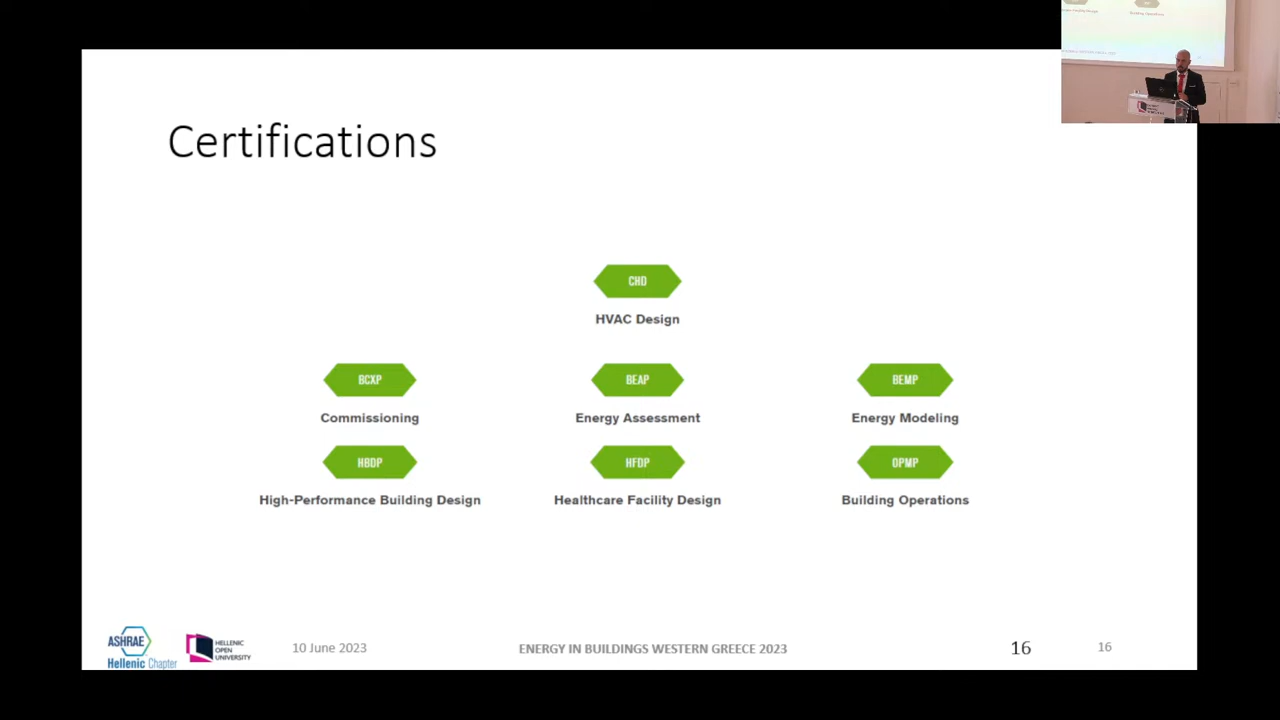 Certifications
CHD
HVAC Design
BCXP
BEAP
BEMP
Commissioning
Energy Assessment
Energy Modeling
HBDP
HFDP
OPMP
High-Performance Building Design
Healthcare Facility Design
Building Operations
ASHRAE
Hellenic Chapter
HELLENIC
OPEN
UNIVERSITY
10 June 2023
ENERGY IN BUILDINGS WESTERN GREECE 2023
16
16